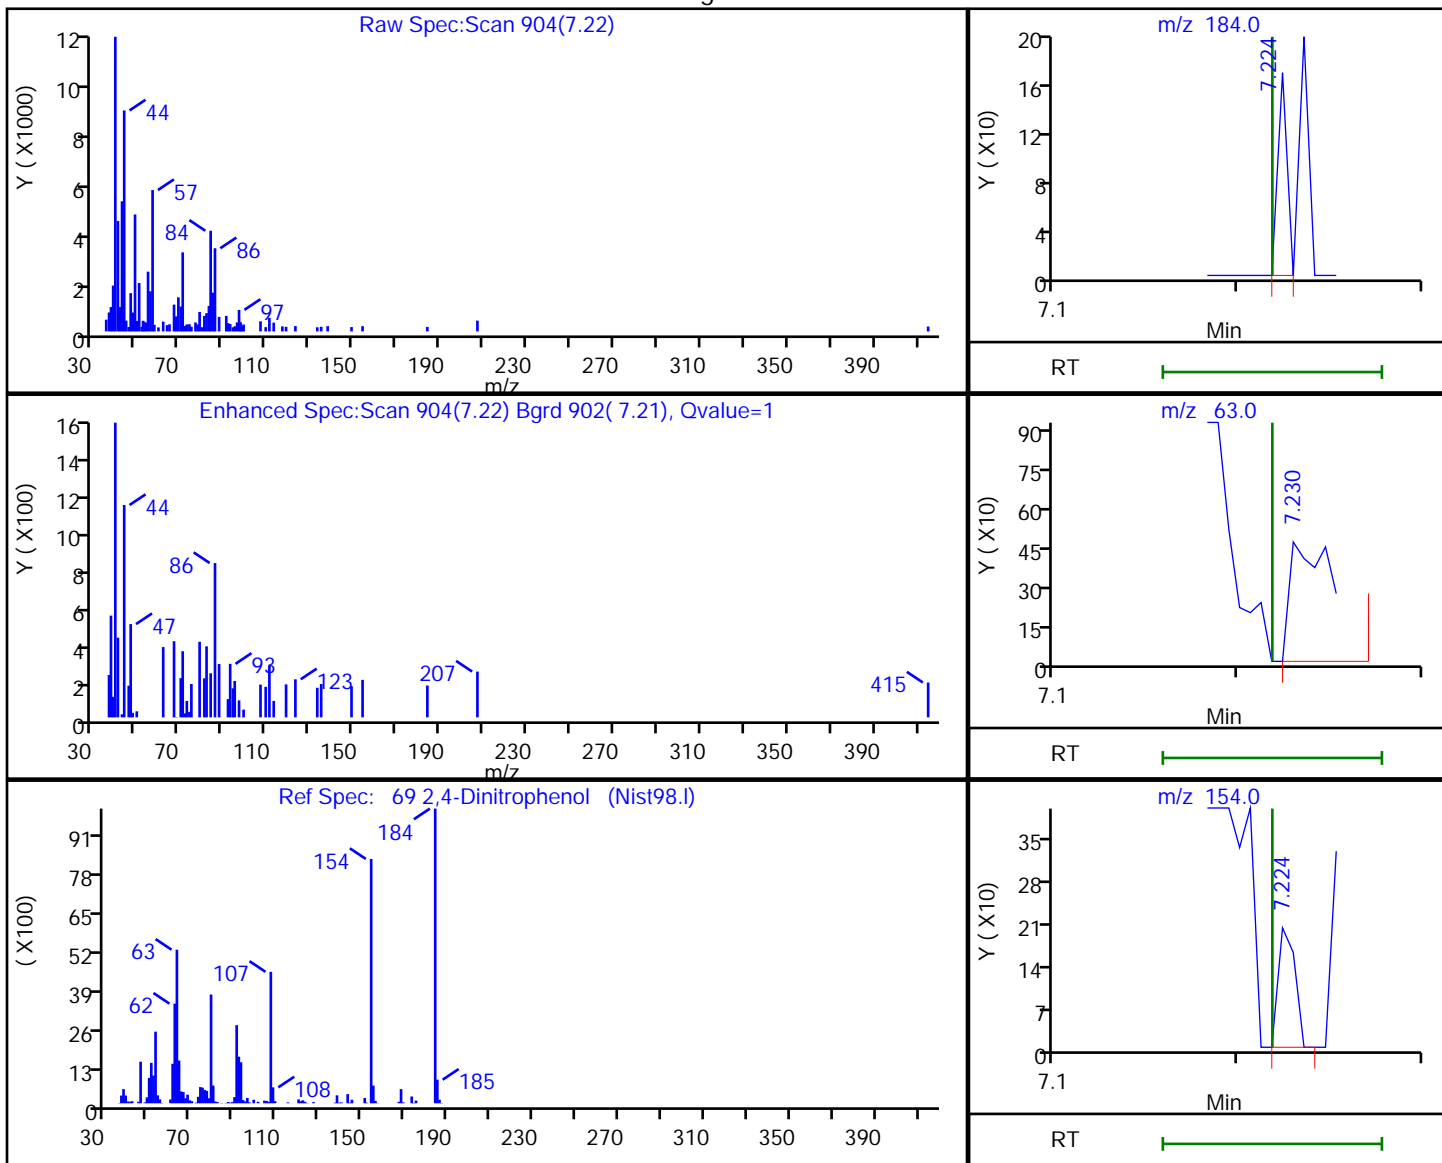 Raw Spec:Scan 904(7.22)
12
10
8
6
4
2
0
Y ( X1000)
44
57
84
86
97
30 70 110 150 190 230 270 310 350 390
m/z
m/z 184.0
20
16
12
8
4
0
Y ( X10)
7.224
7.1
Min
RT
Enhanced Spec:Scan 904(7.22) Bgrd 902( 7.21), Qvalue=1
16
14
12
10
8
6
4
2
0
Y ( X100)
44
86
47
93
123
207
415
30 70 110 150 190 230 270 310 350 390
m/z
m/z 63.0
90
75
60
45
30
15
0
Y ( X10)
7.230
7.1
Min
RT
Ref Spec: 69 2,4-Dinitrophenol (Nist98.l)
91
78
65
52
39
26
13
0
( X100)
184
154
63
107
62
108
185
30 70 110 150 190 230 270 310 350 390
m/z 154.0
35
28
21
14
7
0
Y ( X10)
7.224
7.1
Min
RT